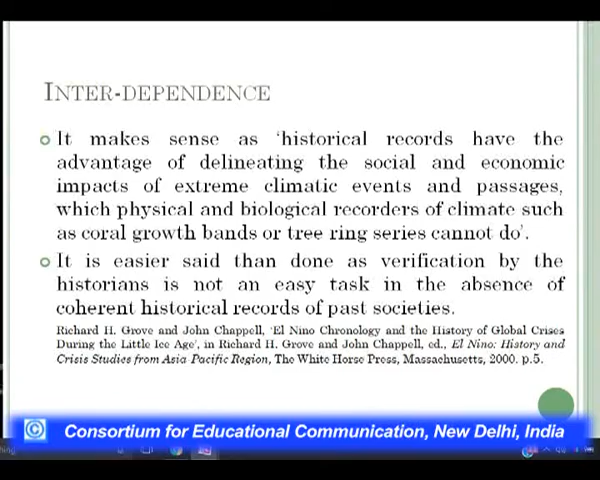 INTER-DEPENDENCE
It makes sense as 'historical records have the
advantage of delineating the social and economic
impacts of extreme climatic events and passages,
which physical and biological recorders of climate such
as coral growth bands or tree ring series cannot do'.
It is easier said than done as verification by the
historians is not an easy task in the absence of
coherent historical records of past societies.
Richard H. Grove and John Chappell, 'El Nino Chronology and the History of Global Crises
During the Little Ice Age', in Richard H. Grove and John Chappell, ed., El Nino: History and
Crisis Studies from Asia-Pacific Region, The White Horse Press, Massachusetts, 2000. p.5.
© Consortium for Educational Communication, New Delhi, India